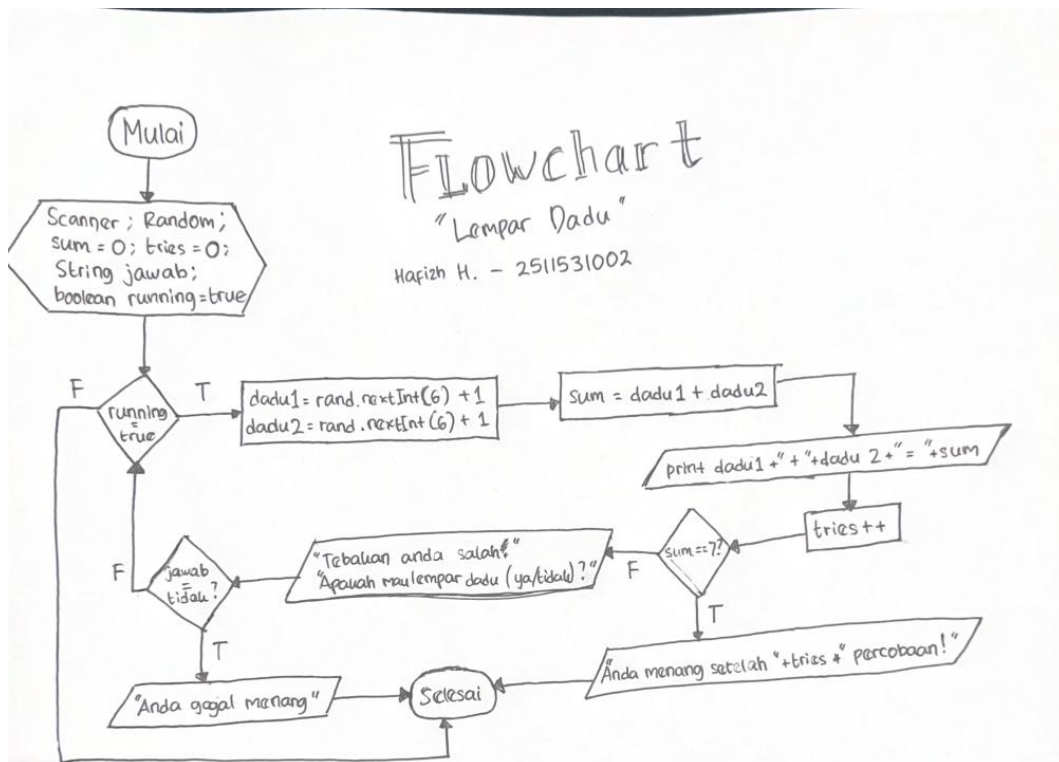 Mulai
Flowchart
"Lempar Dadu"
Hafizh H. - 2511531002
Scanner ; Random;
sum = 0; tries = 0;
String jawab;
boolean running=true
F
T
running
=
true
dadu1 = rand.nextInt(6) + 1
dadu2 = rand.nextInt(6) + 1
sum = dadu1 + dadu2
print dadu1 +" + "+dadu 2 +" = "+sum
tries++
sum==7?
F
T
"Tebakan anda salah!"
"Apakah mau lempar dadu (ya/tidak)?"
jawab
=
tidak?
F
T
"Anda menang setelah "+tries +" percobaan!"
"Anda gagal menang"
Selesai